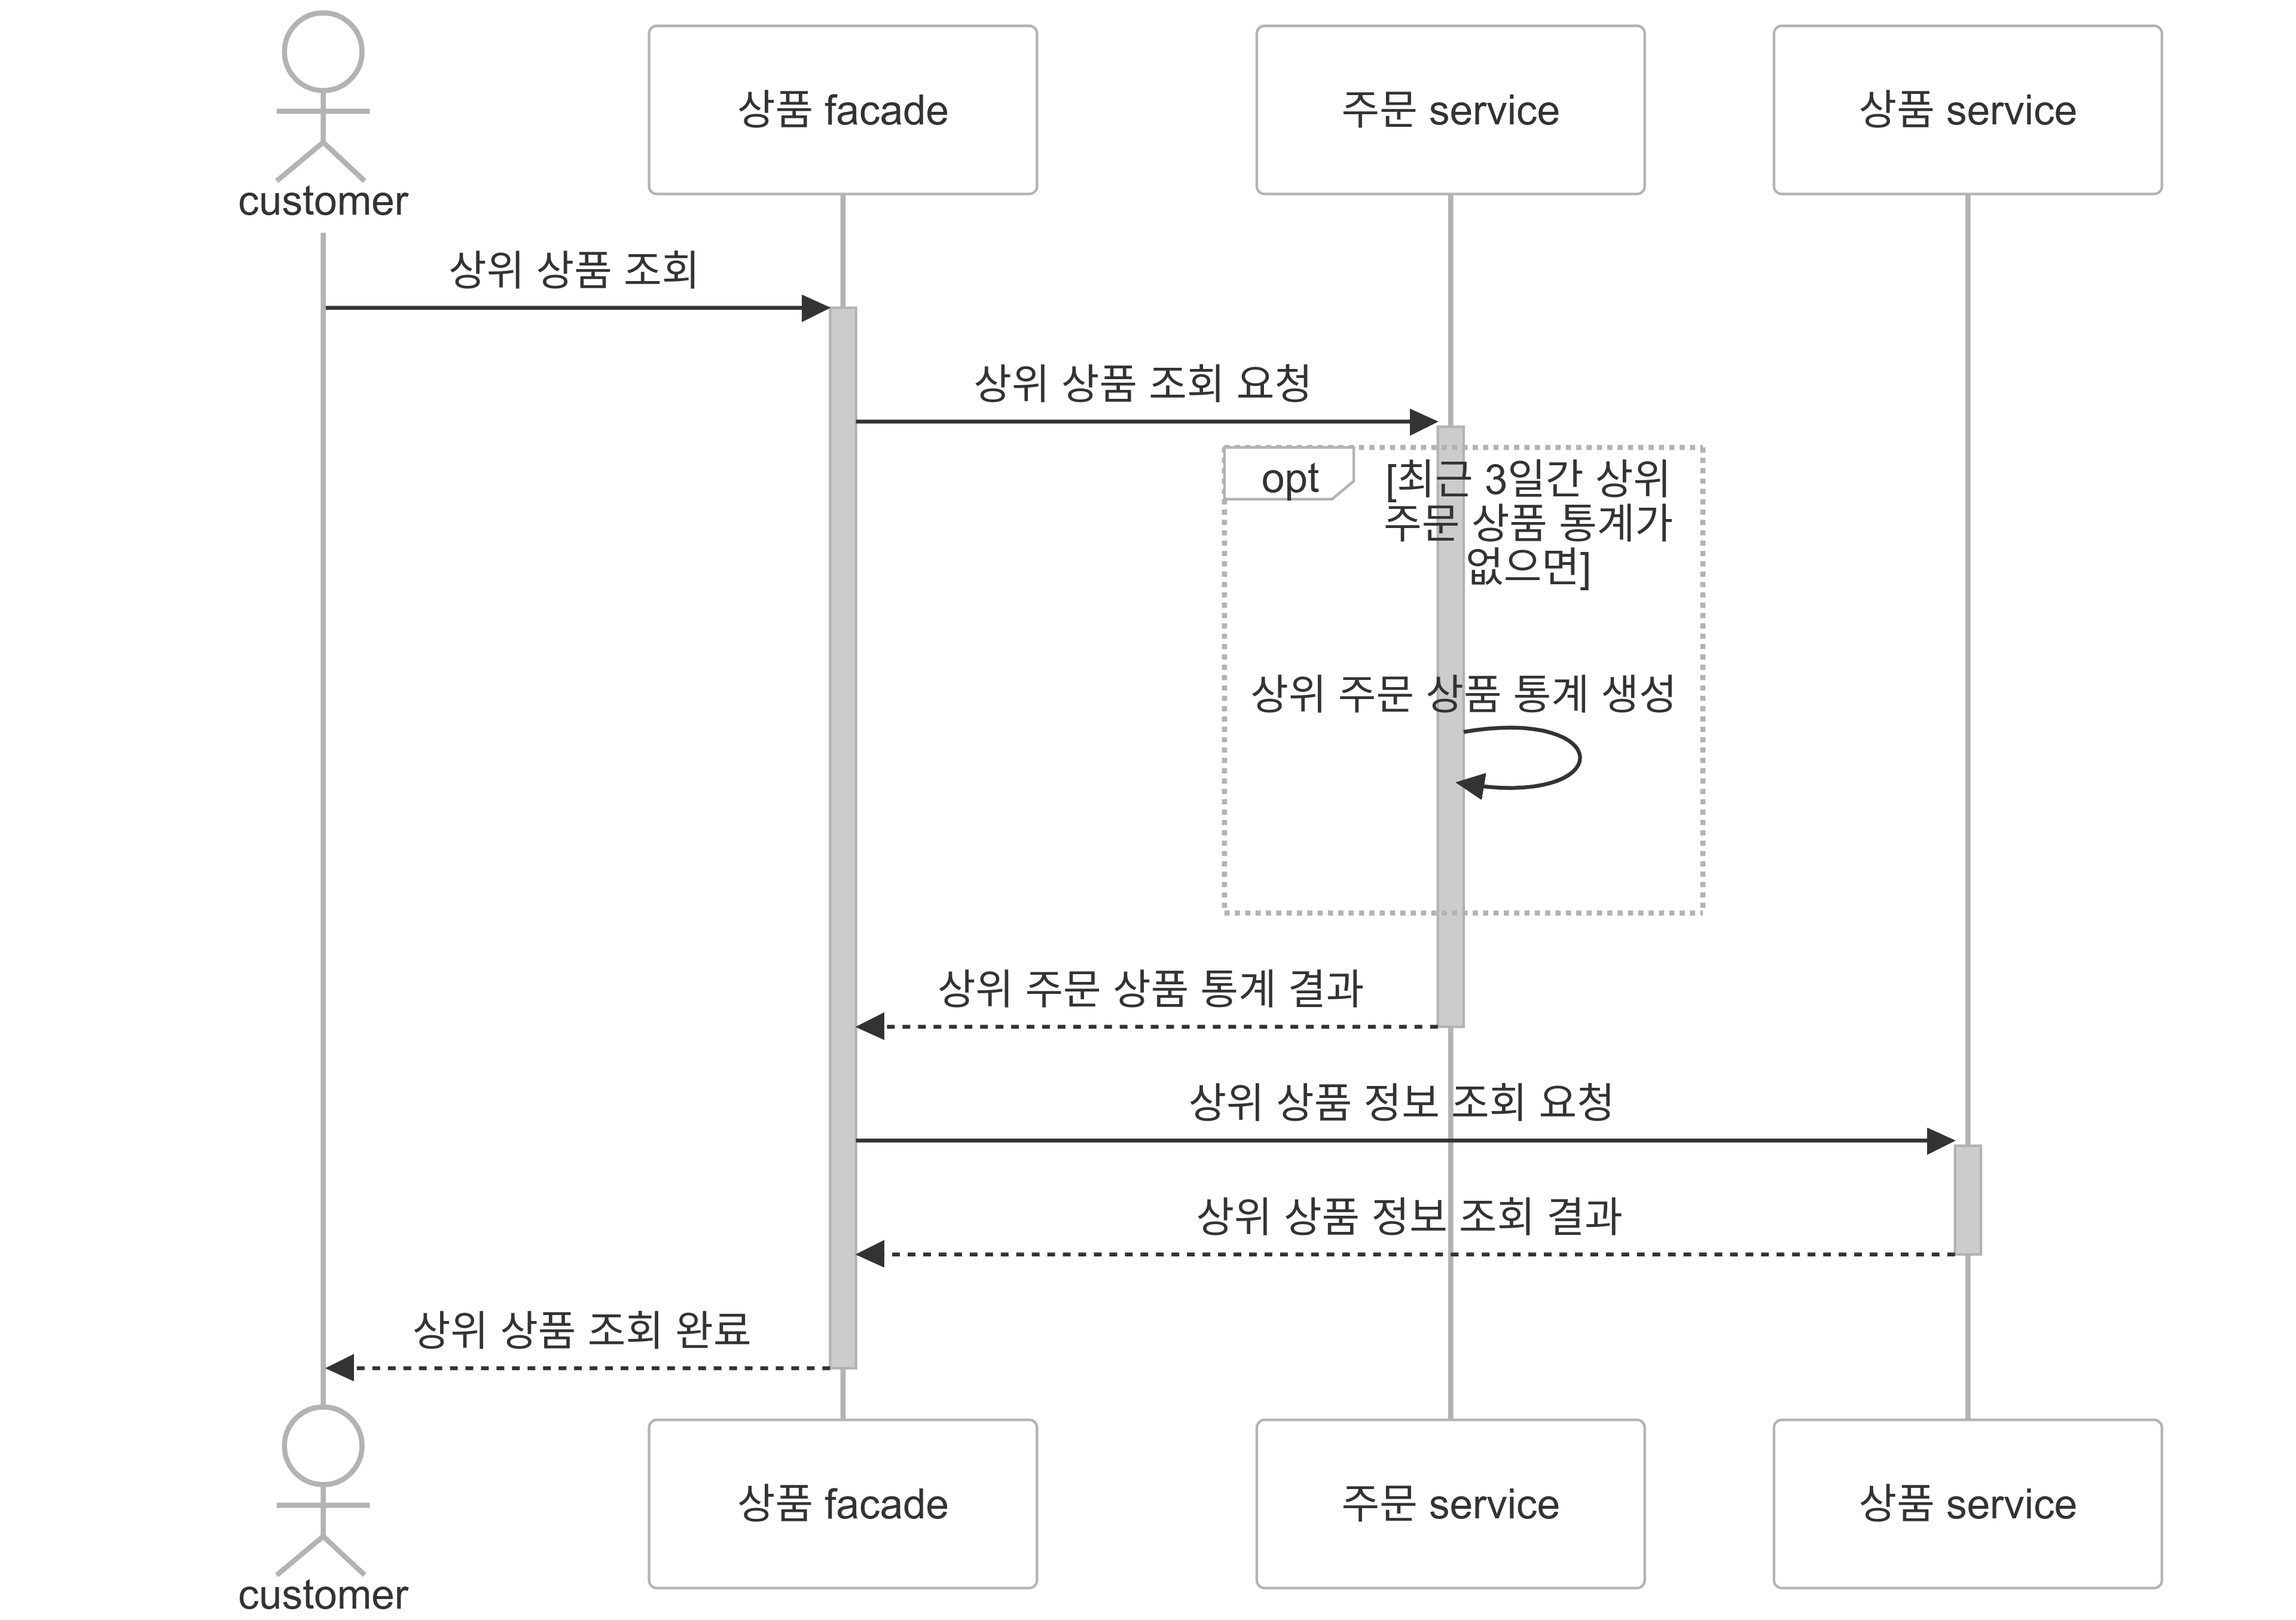 customer
상품 facade
주문 service
상품 service
상위 상품 조회
상위 상품 조회 요청
opt
[최근 3일간 상위
주문 상품 통계가
없으면]
상위 주문 상품 통계 생성
상위 주문 상품 통계 결과
상위 상품 정보 조회 요청
상위 상품 정보 조회 결과
상위 상품 조회 완료
customer
상품 facade
주문 service
상품 service